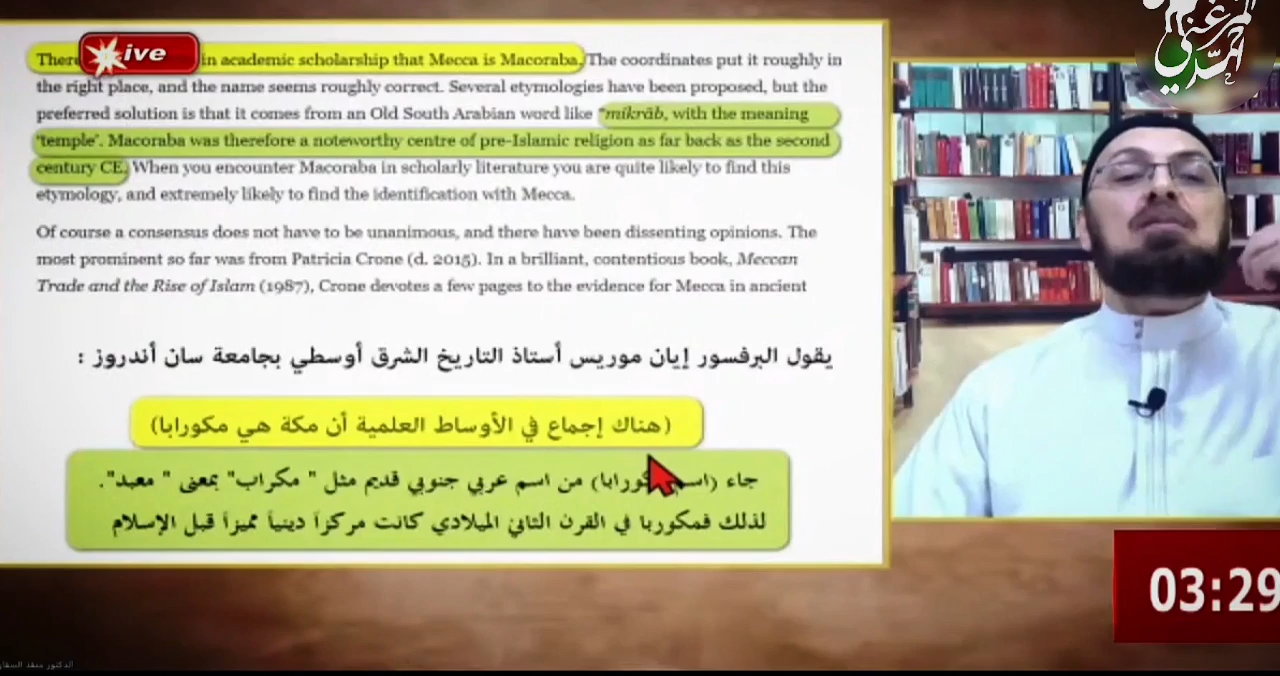 ive
There in academic scholarship that Mecca is Macoraba. The coordinates put it roughly in
the right place, and the name seems roughly correct. Several etymologies have been proposed, but the
preferred solution is that it comes from an Old South Arabian word like *mikrāb, with the meaning
‘temple’. Macoraba was therefore a noteworthy centre of pre-Islamic religion as far back as the second
century CE. When you encounter Macoraba in scholarly literature you are quite likely to find this
etymology, and extremely likely to find the identification with Mecca.
Of course a consensus does not have to be unanimous, and there have been dissenting opinions. The
most prominent so far was from Patricia Crone (d. 2015). In a brilliant, contentious book, Meccan
Trade and the Rise of Islam (1987), Crone devotes a few pages to the evidence for Mecca in ancient
يقول البرفسور إيان موريس أستاذ التاريخ الشرق أوسطي بجامعة سان أندروز :
(هناك إجماع في الأوساط العلمية أن مكة هي مكورابا)
جاء (اسم كورابا) من اسم عربي جنوبي قديم مثل " مكراب" بمعنى " معبد".
لذلك فمكوربا في القرن الثاني الميلادي كانت مركزاً دينياً مميزاً قبل الإسلام
03:29
الدكتور منقذ السقار